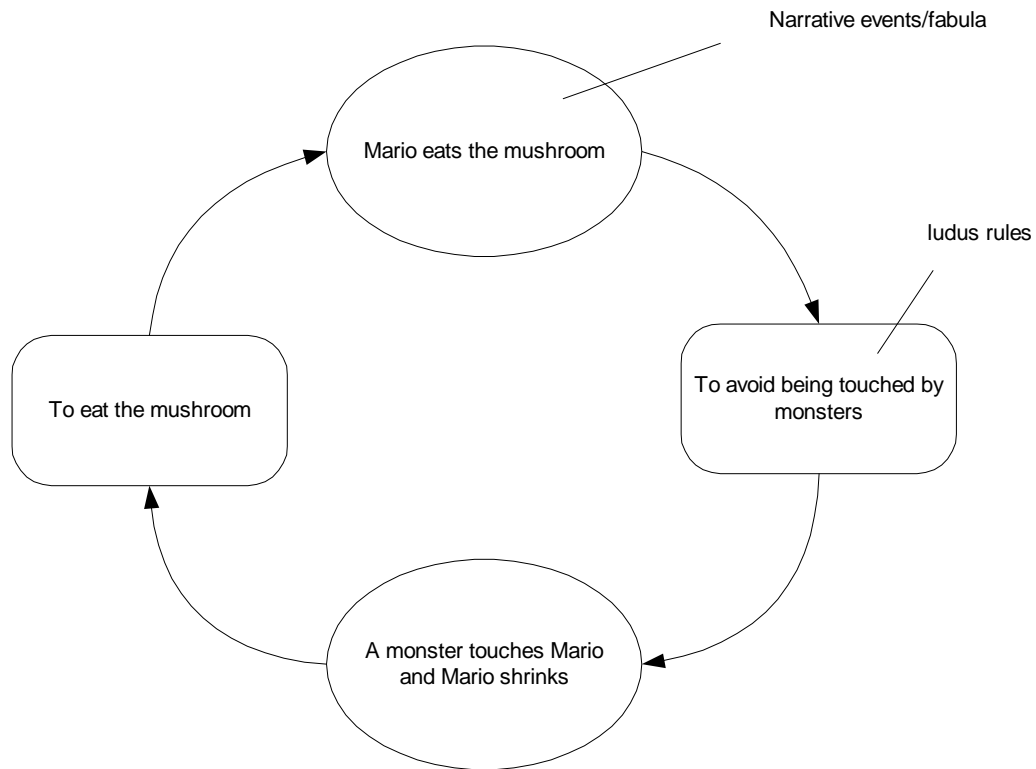 Narrative events/fabula
Mario eats the mushroom
ludus rules
To avoid being touched by
monsters
To eat the mushroom
A monster touches Mario
and Mario shrinks